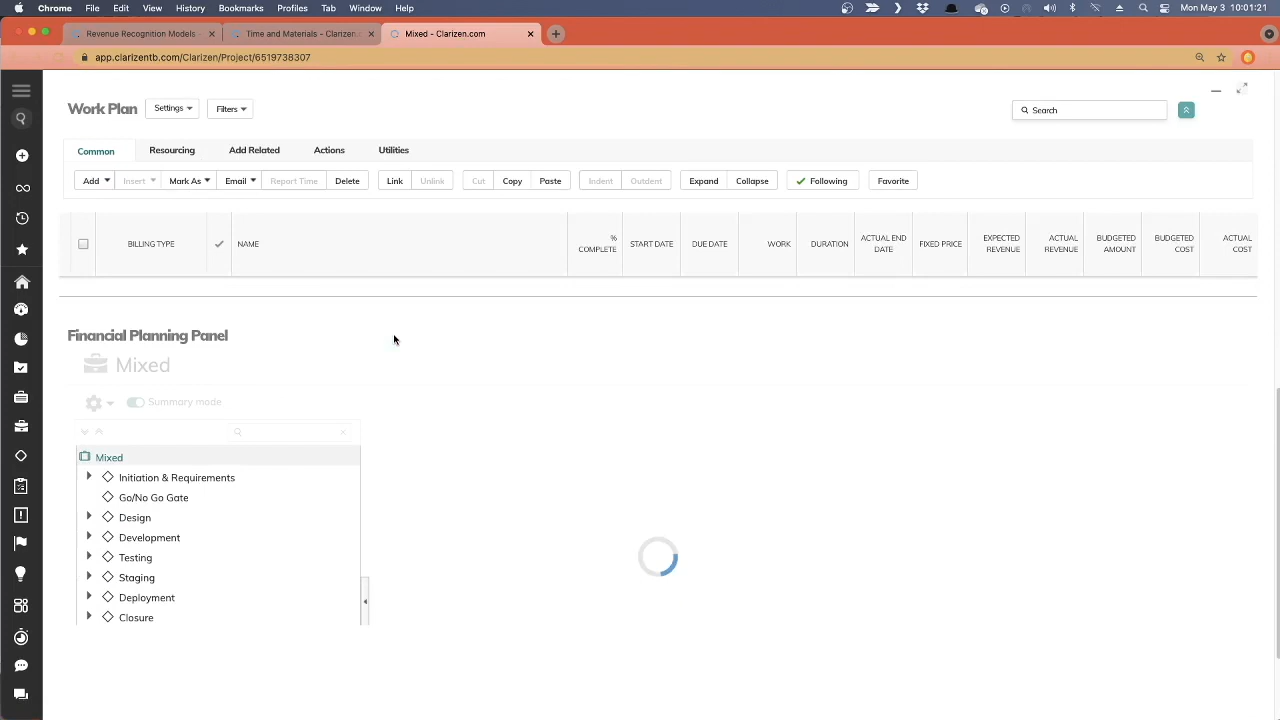 Chrome File Edit View History Bookmarks Profiles Tab Window Help Mon May 3 10:01:21
Revenue Recognition Models - Time and Materials - Clarizen.c Mixed - Clarizen.com
app.clarizentb.com/Clarizen/Project/6519738307
Work Plan Settings Filters Search
Common Resourcing Add Related Actions Utilities
Add Insert Mark As Email Report Time Delete Link Unlink Cut Copy Paste Indent Outdent Expand Collapse Following Favorite
BILLING TYPE NAME % COMPLETE START DATE DUE DATE WORK DURATION ACTUAL END DATE FIXED PRICE EXPECTED REVENUE ACTUAL REVENUE BUDGETED AMOUNT BUDGETED COST ACTUAL COST
Financial Planning Panel
Mixed
Summary mode
Mixed
Initiation & Requirements
Go/No Go Gate
Design
Development
Testing
Staging
Deployment
Closure